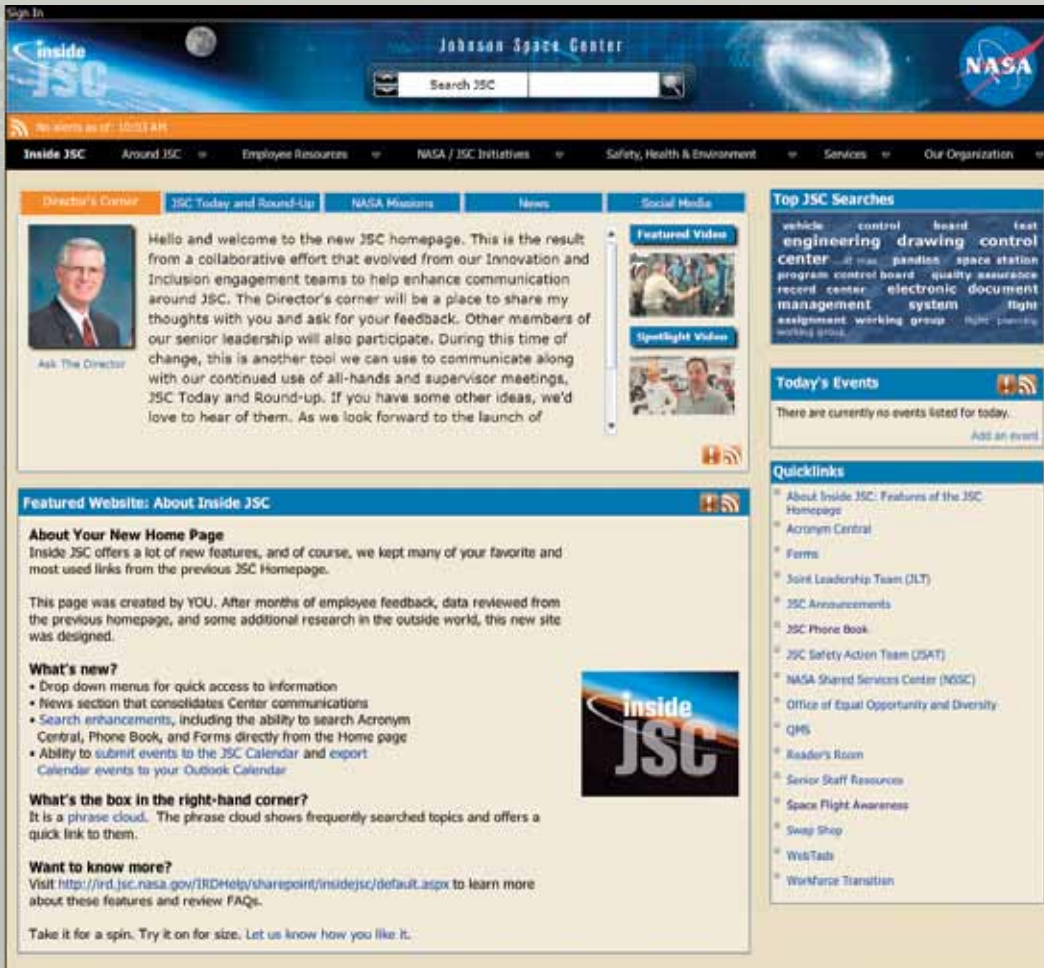 Sign In
inside
JSC
Johnson Space Center
Search JSC
NASA
No alerts as of: 10:03 AM
Inside JSC
Around JSC
Employee Resources
NASA / JSC Initiatives
Safety, Health & Environment
Services
Our Organization
Director's Corner
JSC Today and Round-Up
NASA Missions
News
Social Media
Hello and welcome to the new JSC homepage. This is the result
from a collaborative effort that evolved from our Innovation and
Inclusion engagement teams to help enhance communication
around JSC. The Director's corner will be a place to share my
thoughts with you and ask for your feedback. Other members of
our senior leadership will also participate. During this time of
change, this is another tool we can use to communicate along
with our continued use of all-hands and supervisor meetings,
JSC Today and Round-up. If you have some other ideas, we'd
love to hear of them. As we look forward to the launch of
Ask The Director
Featured Video
Spotlight Video
Featured Website: About Inside JSC
About Your New Home Page
Inside JSC offers a lot of new features, and of course, we kept many of your favorite and
most used links from the previous JSC Homepage.
This page was created by YOU. After months of employee feedback, data reviewed from
the previous homepage, and some additional research in the outside world, this new site
was designed.
What's new?
• Drop down menus for quick access to information
• News section that consolidates Center communications
• Search enhancements, including the ability to search Acronym
Central, Phone Book, and Forms directly from the Home page
• Ability to submit events to the JSC Calendar and export
Calendar events to your Outlook Calendar
What's the box in the right-hand corner?
It is a phrase cloud. The phrase cloud shows frequently searched topics and offers a
quick link to them.
Want to know more?
Visit http://ird.jsc.nasa.gov/IRDHelp/sharepoint/insidejsc/default.aspx to learn more
about these features and review FAQs.
Take it for a spin. Try it on for size. Let us know how you like it.
inside
JSC
Top JSC Searches
vehicle control board test
engineering drawing control
center space station
program control board quality assurance
record center electronic document
management system flight
assignment working group flight planning
working group
Today's Events
There are currently no events listed for today.
Add an event
Quicklinks
About Inside JSC: Features of the JSC
Homepage
Acronym Central
Forms
Joint Leadership Team (JLT)
JSC Announcements
JSC Phone Book
JSC Safety Action Team (JSAT)
NASA Shared Services Center (NSSC)
Office of Equal Opportunity and Diversity
QMS
Reader's Room
Senior Staff Resources
Space Flight Awareness
Swap Shop
WebTads
Workforce Transition